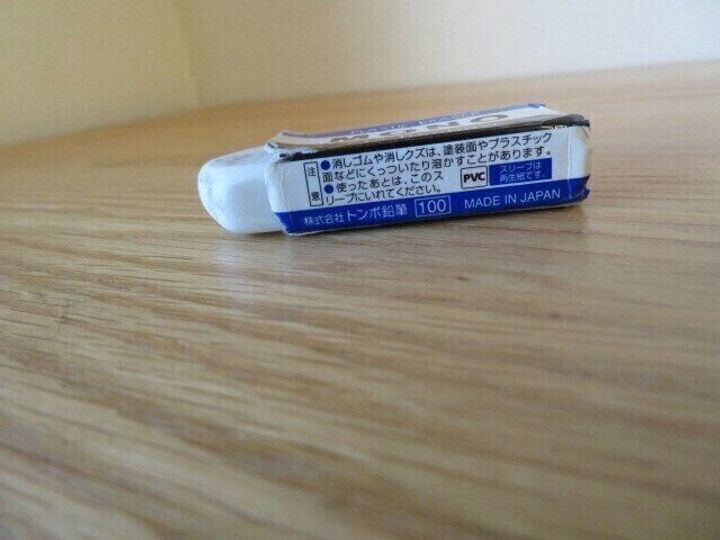 PLASTIC ERASER
MONO
注意
●消しゴムや消しクズは、塗装面やプラスチック
面などにくっついたり溶かすことがあります。
●使ったあとは、このス
リーブにいれてください。
PVC
スリーブは
再生紙です。
株式会社トンボ鉛筆 100 MADE IN JAPAN